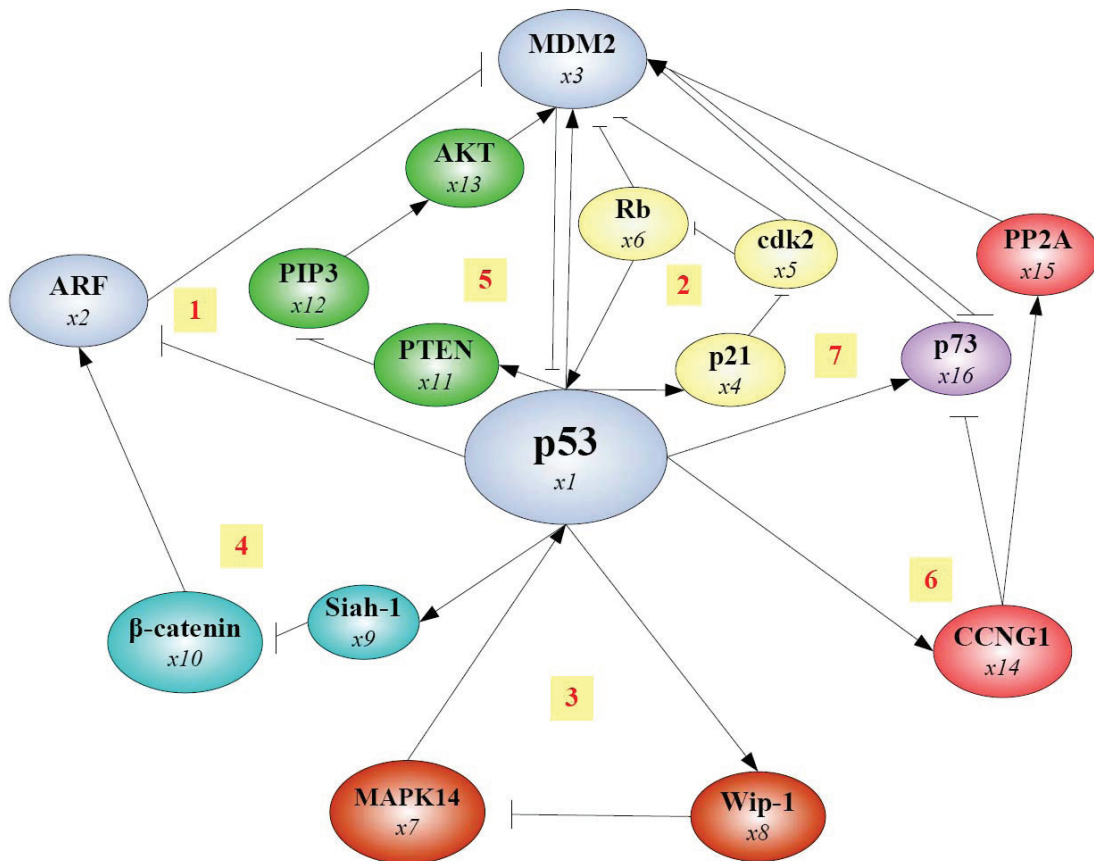 MDM2
x3
AKT
x13
Rb
x6
cdk2
x5
PP2A
x15
ARF
x2
PIP3
x12
5
2
1
PTEN
x11
p21
x4
7
p73
x16
p53
x1
4
Siah-1
x9
β-catenin
x10
6
CCNG1
x14
3
MAPK14
x7
Wip-1
x8